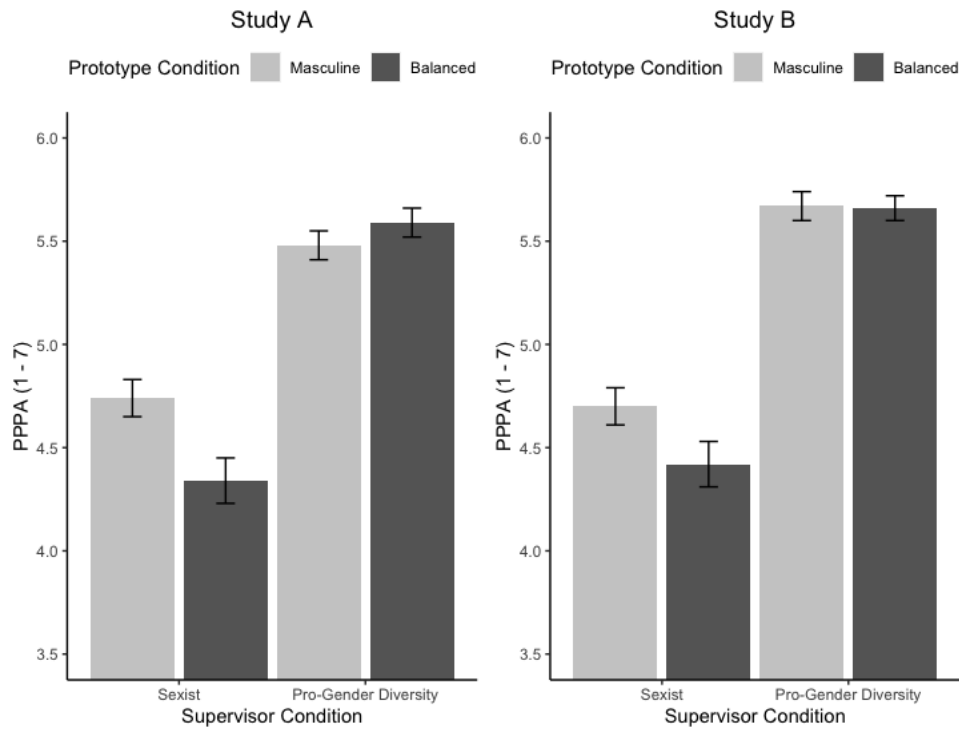 Study A
Prototype Condition Masculine Balanced
6.0
5.5
5.0
4.5
4.0
3.5
PPPA (1 - 7)
Sexist Pro-Gender Diversity
Supervisor Condition
Study B
Prototype Condition Masculine Balanced
6.0
5.5
5.0
4.5
4.0
3.5
PPPA (1 - 7)
Sexist Pro-Gender Diversity
Supervisor Condition